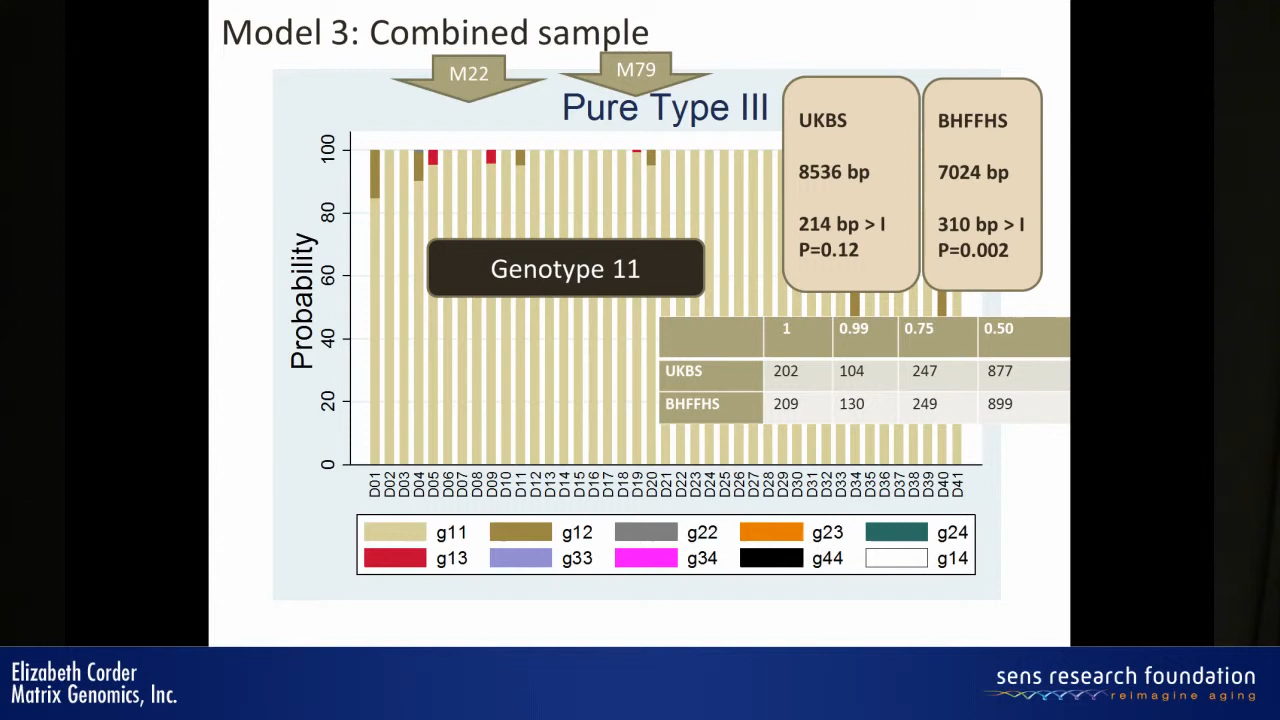 Model 3: Combined sample
M22
M79
Pure Type III
UKBS
8536 bp
214 bp > I
P=0.12
BHFFHS
7024 bp
310 bp > I
P=0.002
Probability
100
80
60
40
20
0
Genotype 11
1 0.99 0.75 0.50
UKBS 202 104 247 877
BHFFHS 209 130 249 899
D01 D02 D03 D04 D05 D06 D07 D08 D09 D10 D11 D12 D13 D14 D15 D16 D17 D18 D19 D20 D21 D22 D23 D24 D25 D26 D27 D28 D29 D30 D31 D32 D33 D34 D35 D36 D37 D38 D39 D40 D41
g11 g12 g22 g23 g24
g13 g33 g34 g44 g14
Elizabeth Corder
Matrix Genomics, Inc.
sens research foundation
reimagine aging